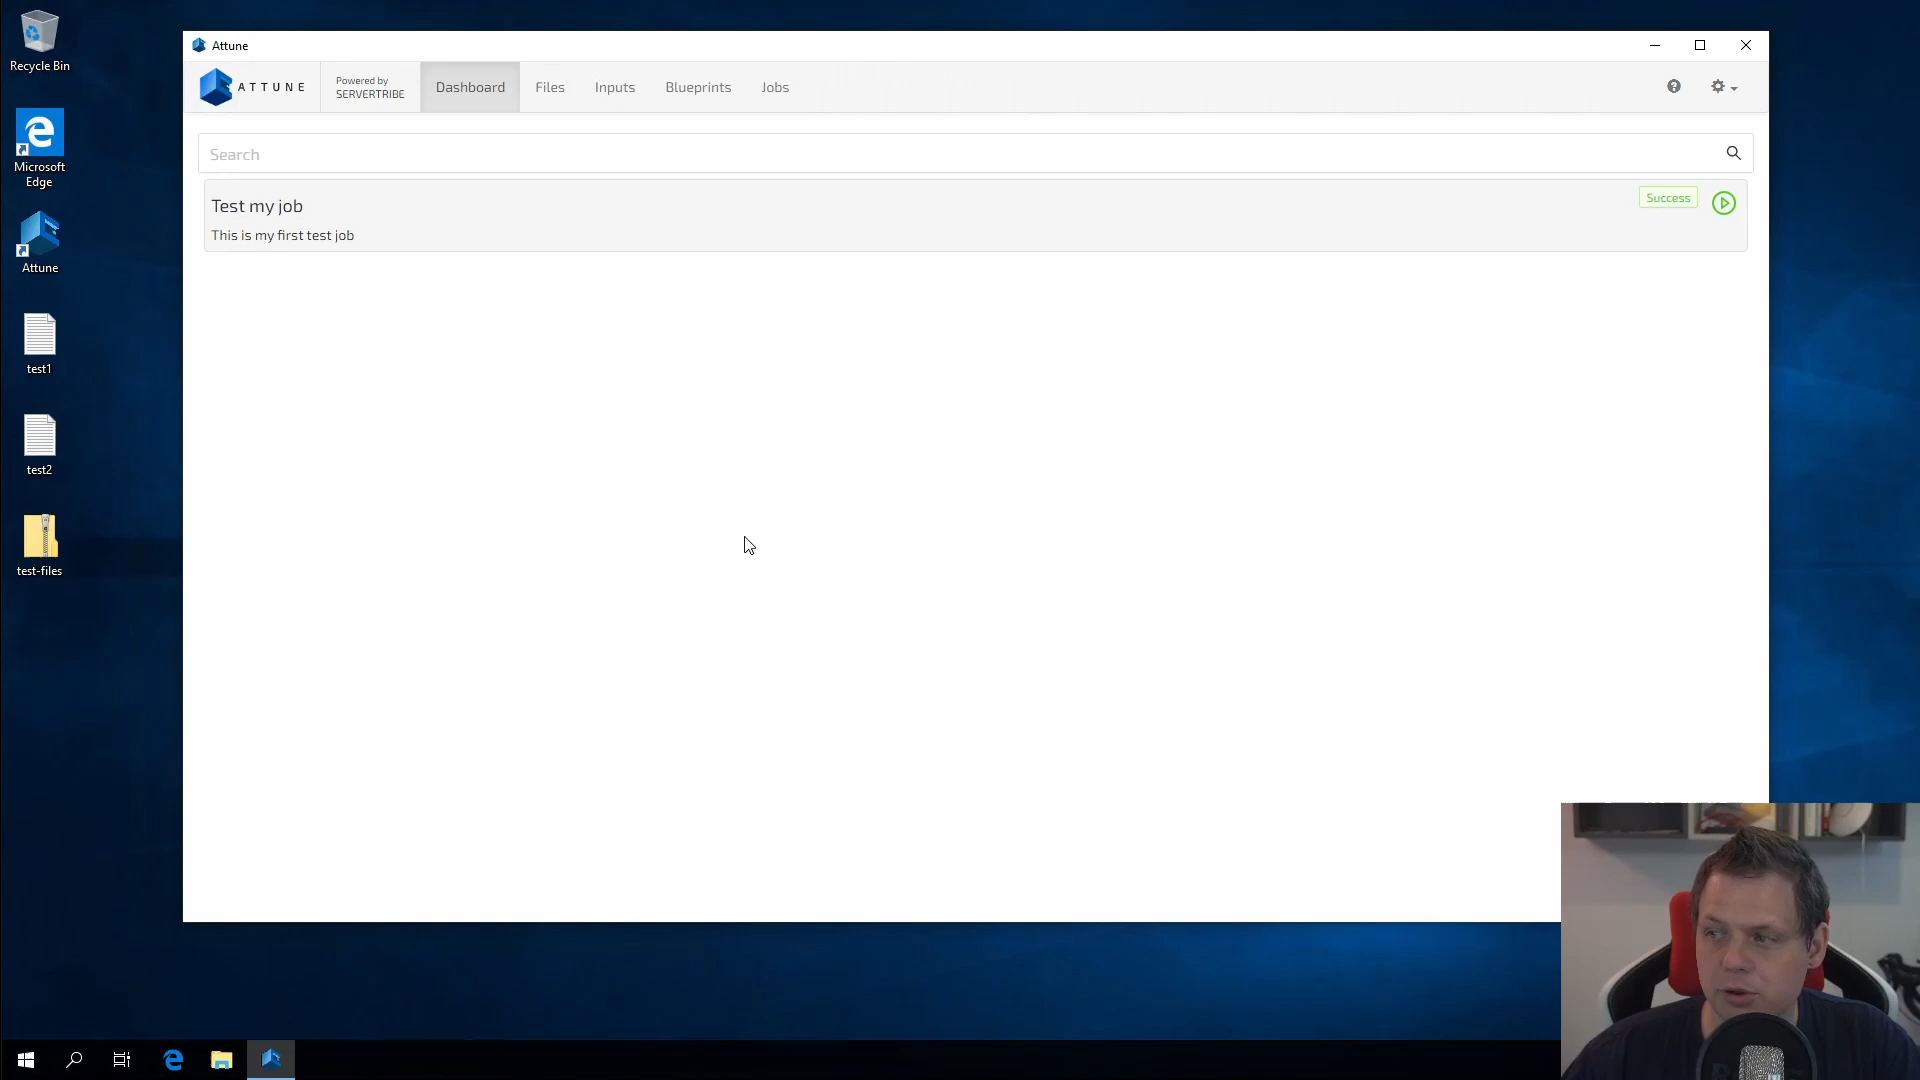 Recycle Bin
Microsoft
Edge
Attune
test1
test2
test-files
Attune
ATTUNE
Powered by
SERVERTRIBE
Dashboard
Files
Inputs
Blueprints
Jobs
Search
Test my job
Success
This is my first test job